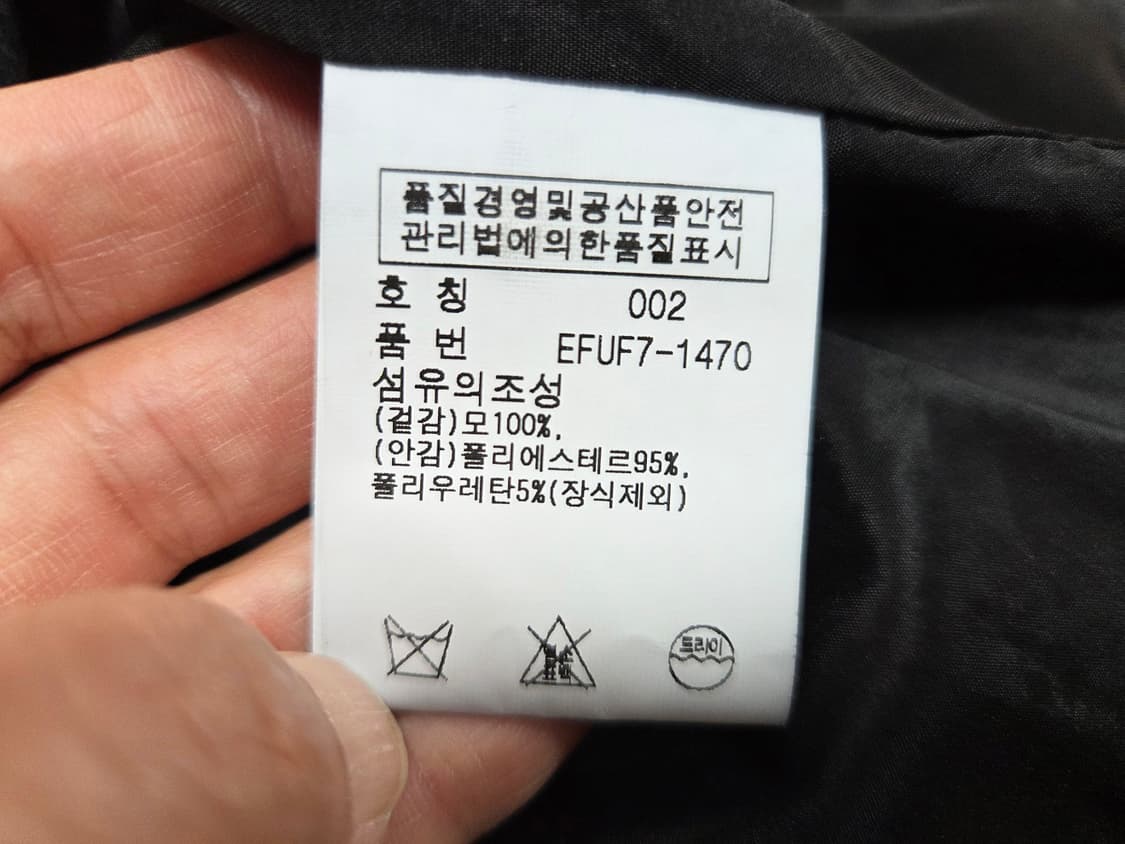 품질경영및공산품안전
관리법에의한품질표시
호 칭 002
품 번 EFUF7-1470
섬유의조성
(겉감)모100%,
(안감)폴리에스테르95%,
폴리우레탄5%(장식제외)
드라이